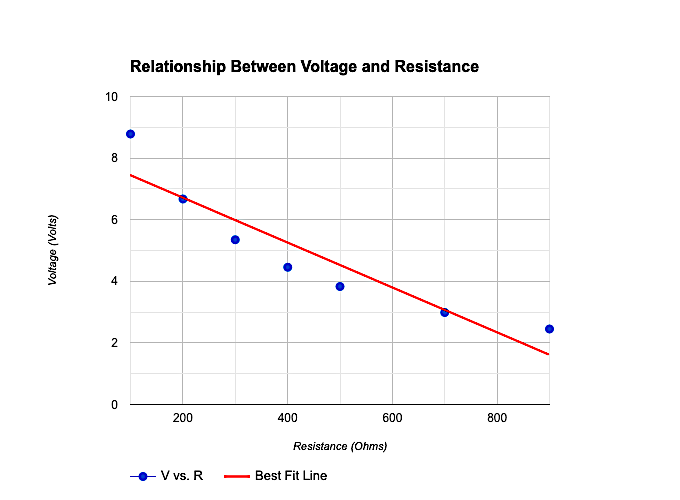 Relationship Between Voltage and Resistance
10
8
6
4
2
0
Voltage (Volts)
200 400 600 800
Resistance (Ohms)
V vs. R Best Fit Line